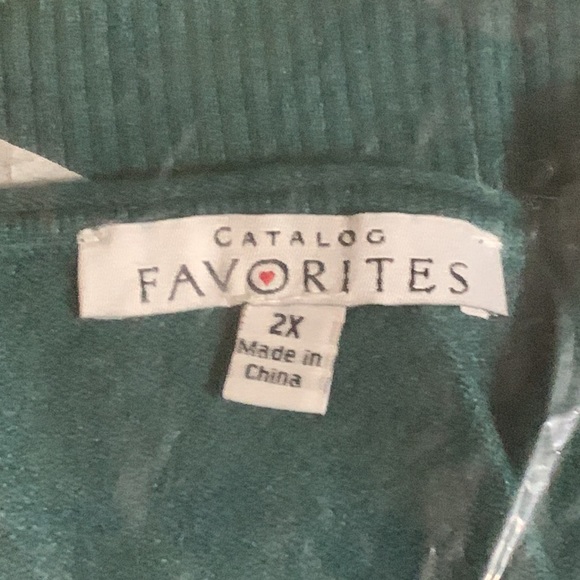 CATALOG
FAVORITES
2X
Made in
China